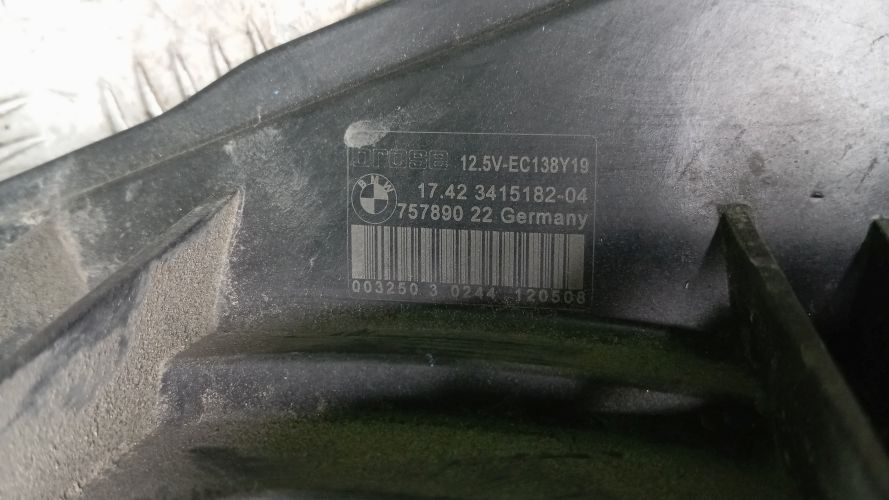 brose 12.5V-EC138Y19
BMW 17.42 3415182-04
757890 22 Germany
003250 3 0244 120508